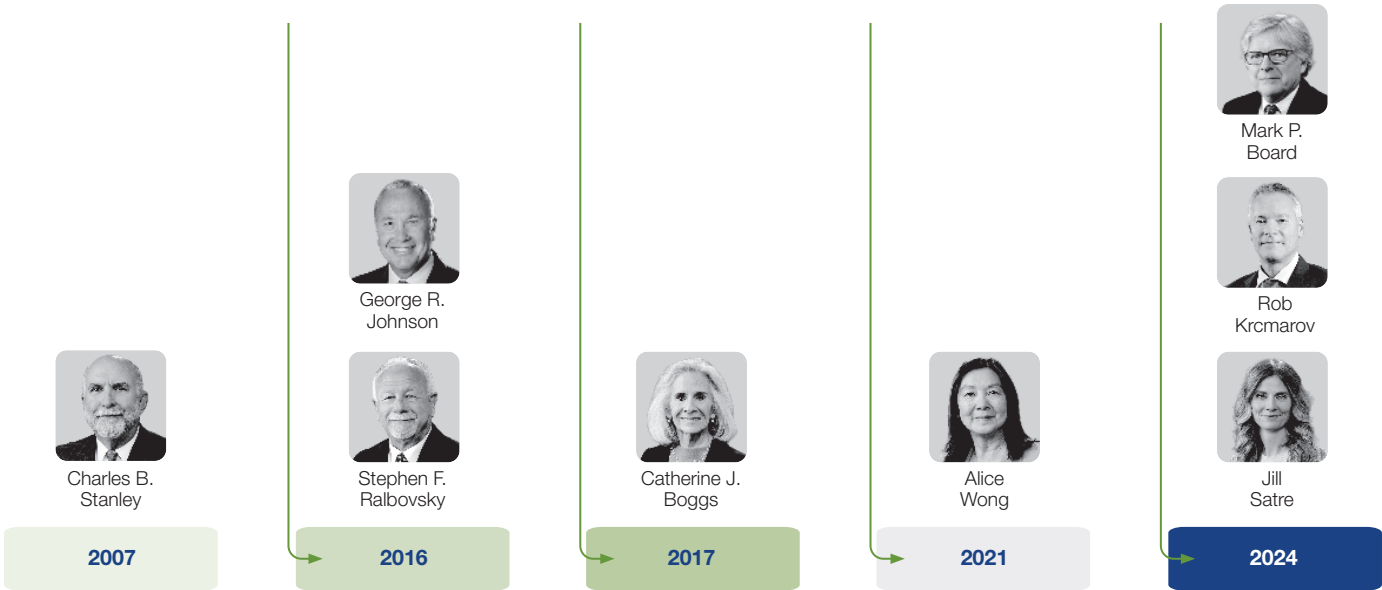 Mark P.
Board
George R.
Johnson
Rob
Krcmarov
Charles B.
Stanley
Stephen F.
Ralbovsky
Catherine J.
Boggs
Alice
Wong
Jill
Satre
2007
2016
2017
2021
2024